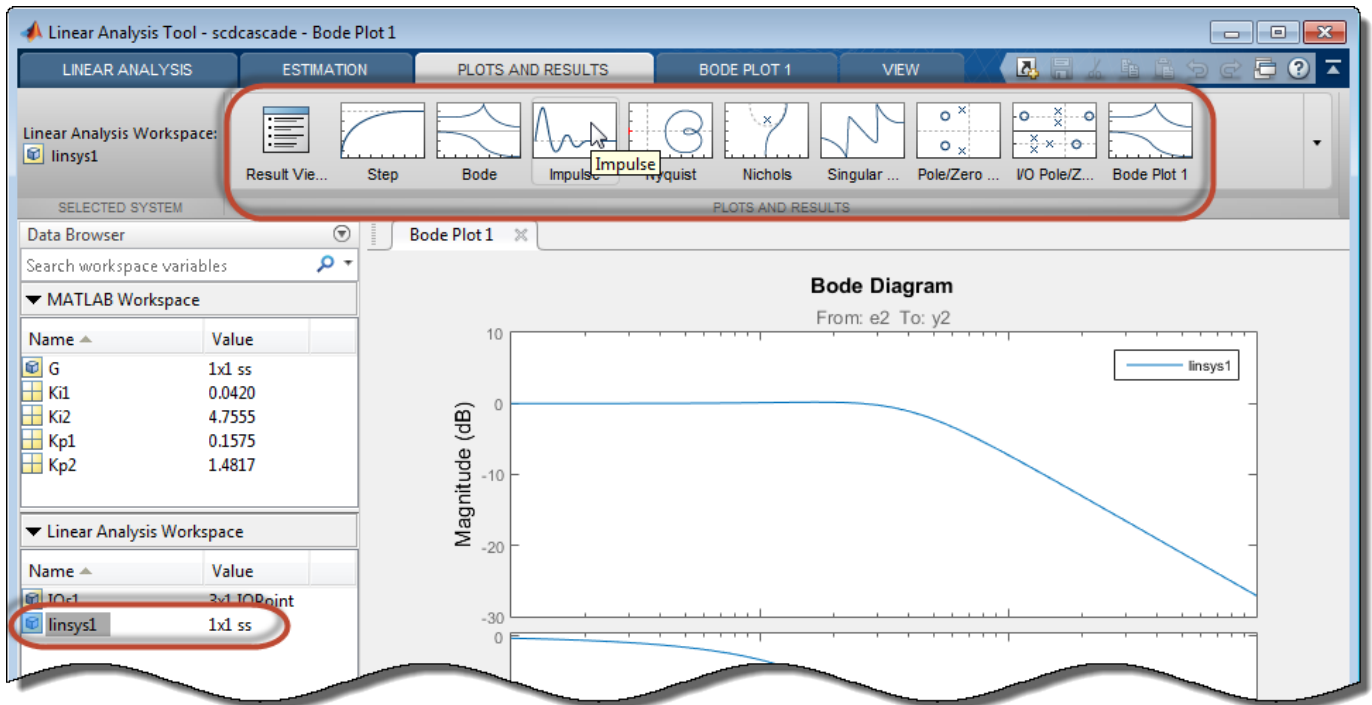 Linear Analysis Tool - scdcascade - Bode Plot 1
LINEAR ANALYSIS ESTIMATION PLOTS AND RESULTS BODE PLOT 1 VIEW
Linear Analysis Workspace:
linsys1
Result Vie... Step Bode Impulse Nyquist Nichols Singular ... Pole/Zero ... I/O Pole/Z... Bode Plot 1
Impulse
SELECTED SYSTEM PLOTS AND RESULTS
Data Browser
Search workspace variables
MATLAB Workspace
Name Value
G 1x1 ss
Ki1 0.0420
Ki2 4.7555
Kp1 0.1575
Kp2 1.4817
Linear Analysis Workspace
Name Value
IOs1 3x1 IOPoint
linsys1 1x1 ss
Bode Plot 1
Bode Diagram
From: e2 To: y2
Magnitude (dB)
10
0
-10
-20
-30
0
linsys1